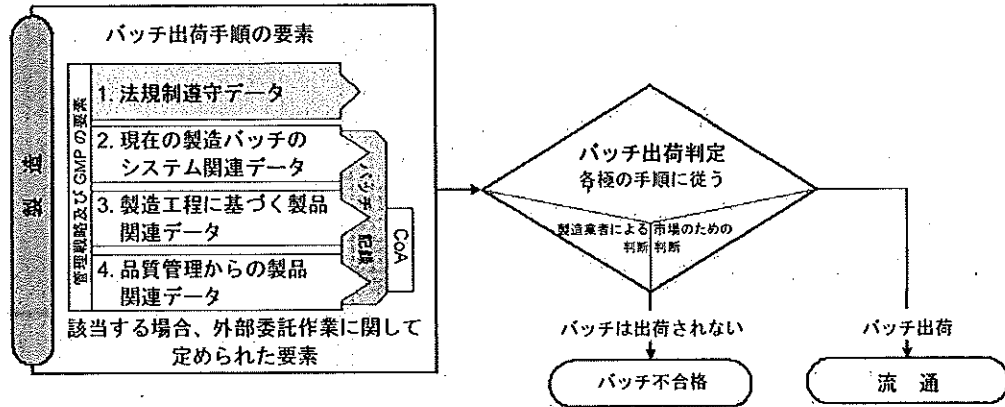 製造
バッチ出荷手順の要素
管理戦略及び GMP の要素
1. 法規制遵守データ
2. 現在の製造バッチの
システム関連データ
3. 製造工程に基づく製品
関連データ
4. 品質管理からの製品
関連データ
バッチ記録
CoA
該当する場合、外部委託作業に関して
定められた要素
バッチ出荷判定
各極の手順に従う
製造業者による
判断
市場のための
判断
バッチは出荷されない
バッチ不合格
バッチ出荷
流 通